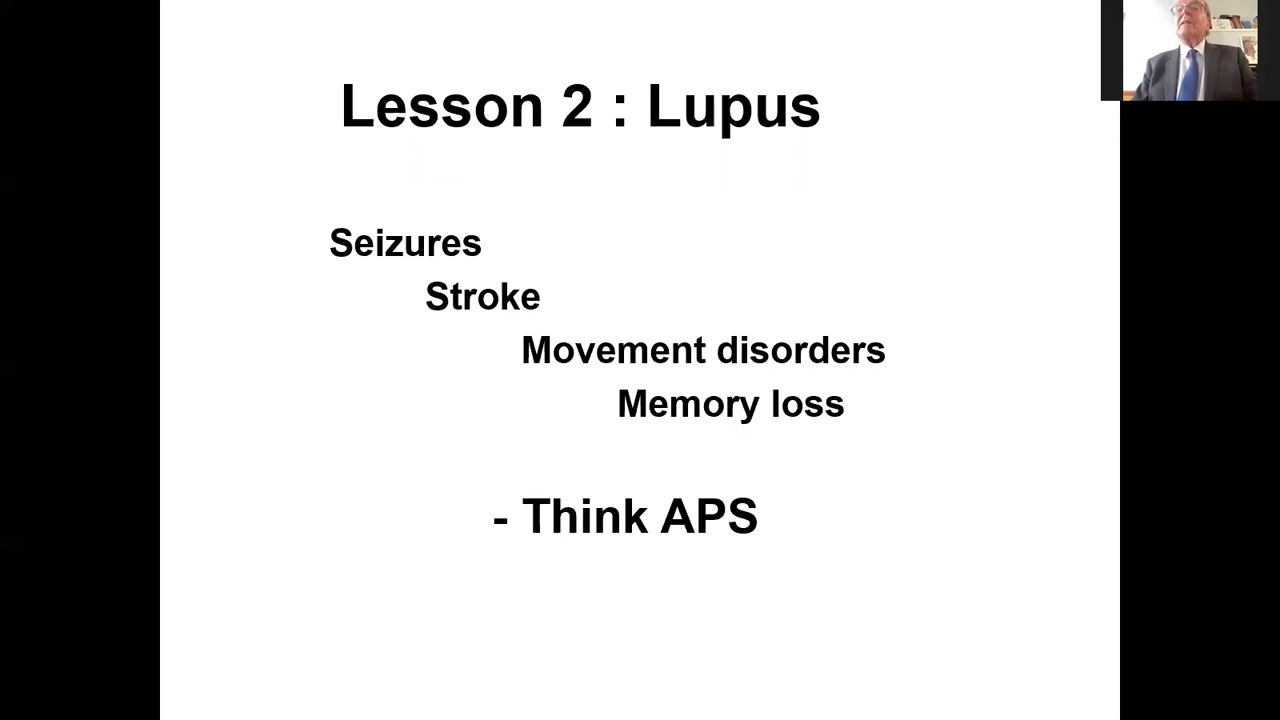 Lesson 2 : Lupus
Seizures
Stroke
Movement disorders
Memory loss
- Think APS